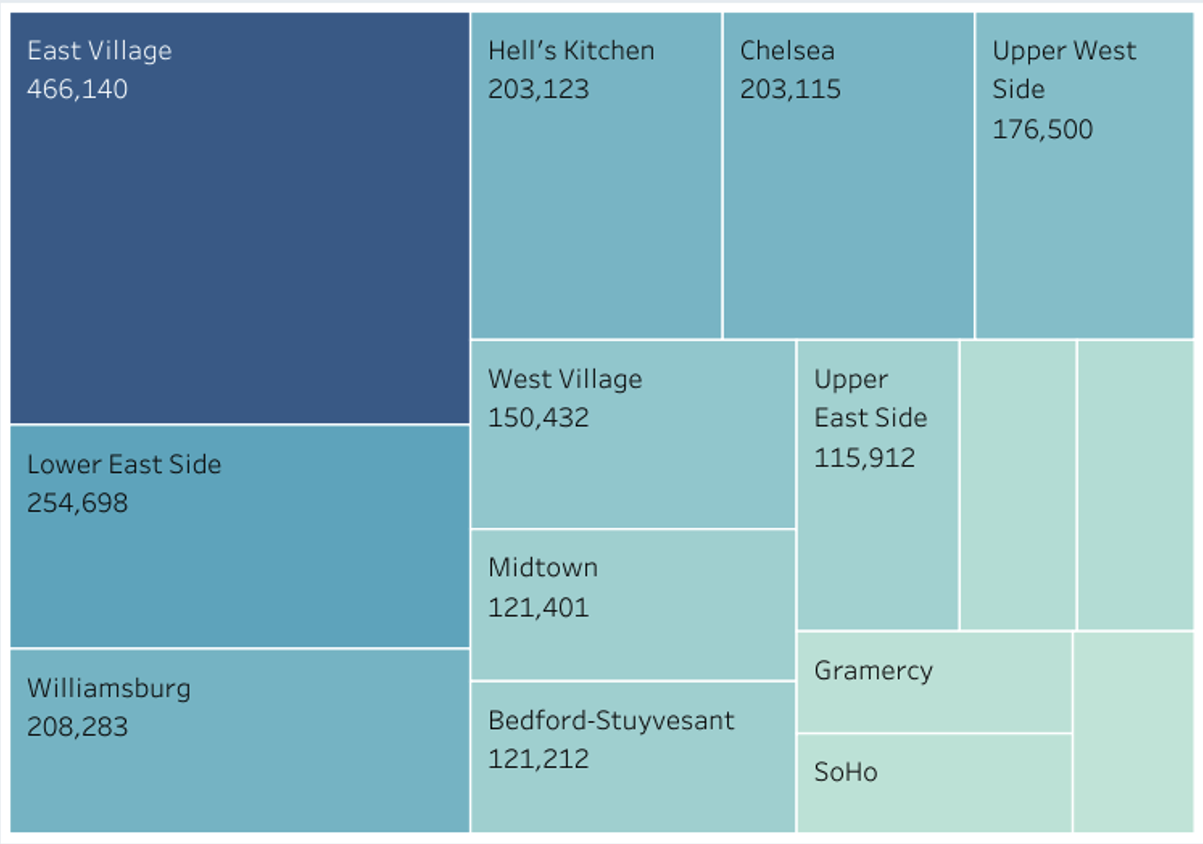 East Village
466,140
Hell's Kitchen
203,123
Chelsea
203,115
Upper West
Side
176,500
Lower East Side
254,698
West Village
150,432
Upper
East Side
115,912
Midtown
121,401
Williamsburg
208,283
Bedford-Stuyvesant
121,212
Gramercy
SoHo